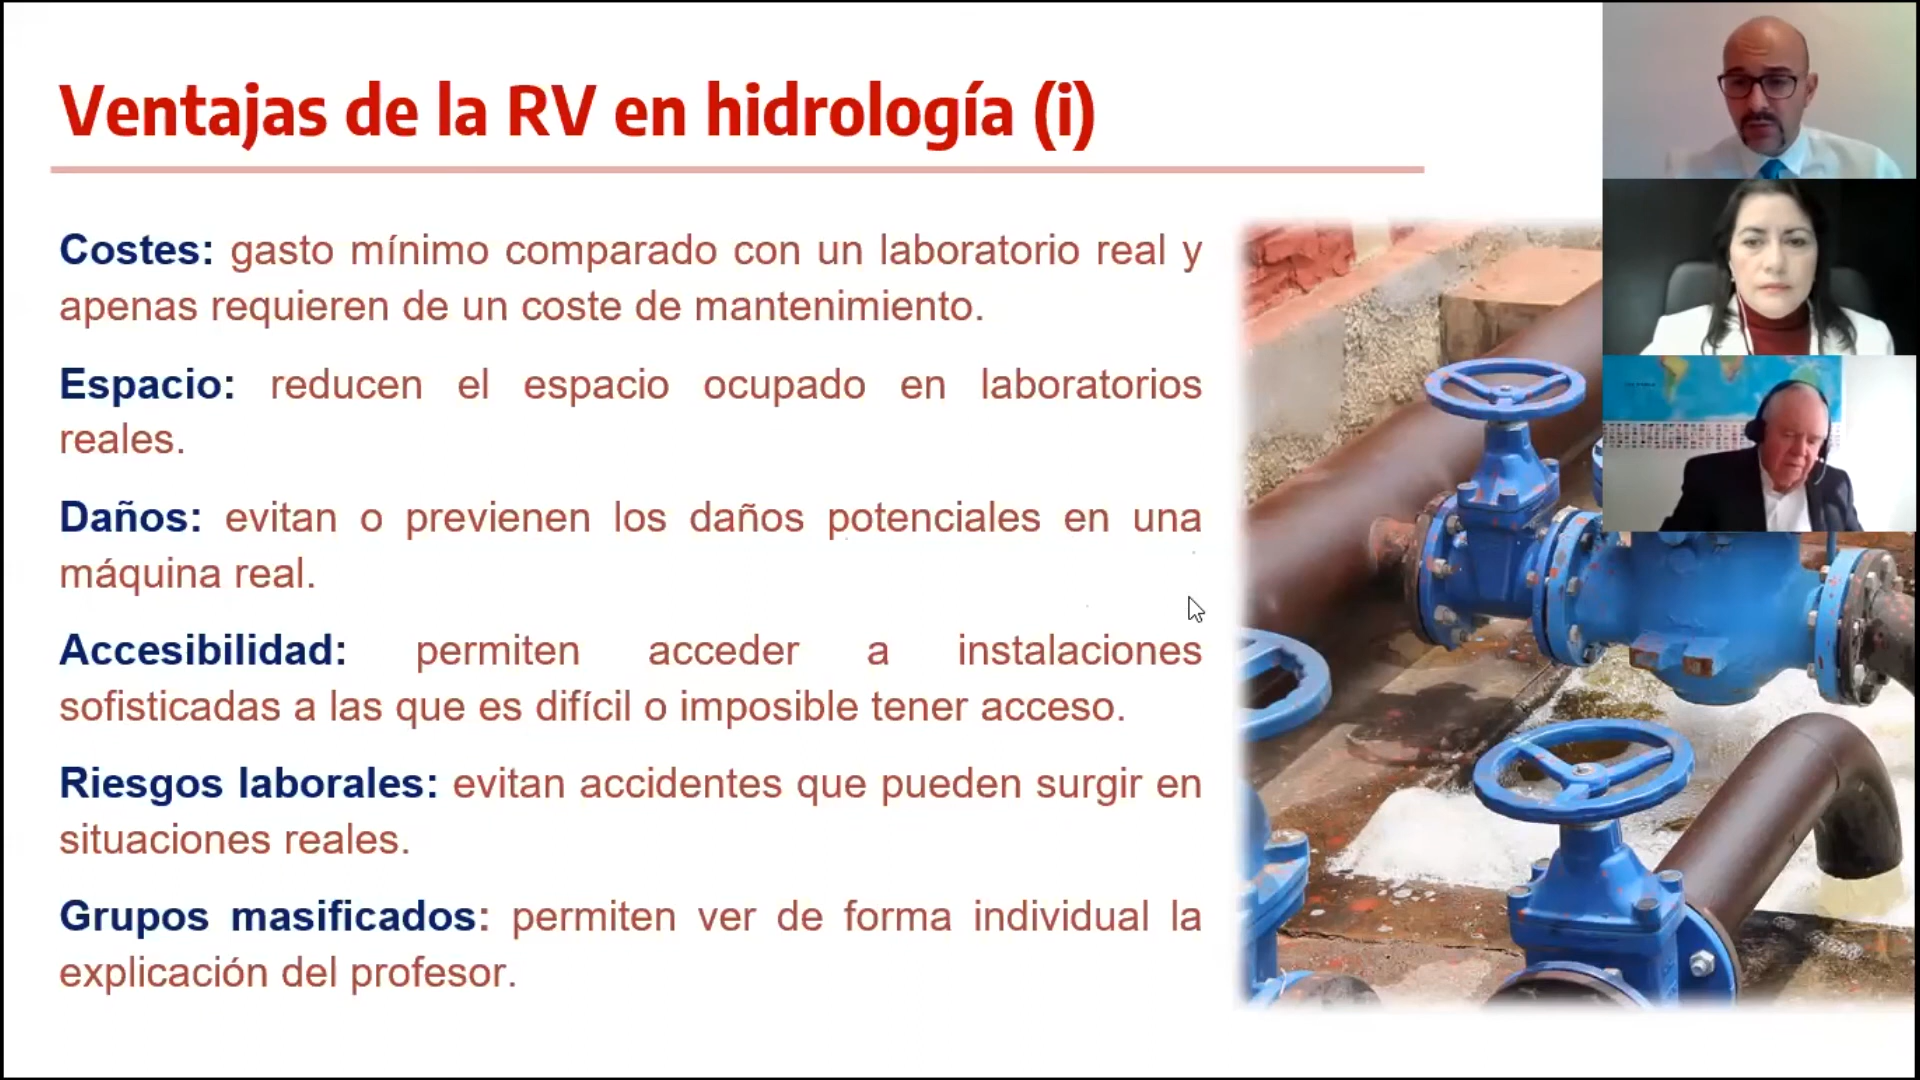 Ventajas de la RV en hidrología (i)
Costes: gasto mínimo comparado con un laboratorio real y
apenas requieren de un coste de mantenimiento.
Espacio: reducen el espacio ocupado en laboratorios
reales.
Daños: evitan o previenen los daños potenciales en una
máquina real.
Accesibilidad: permiten acceder a instalaciones
sofisticadas a las que es difícil o imposible tener acceso.
Riesgos laborales: evitan accidentes que pueden surgir en
situaciones reales.
Grupos masificados: permiten ver de forma individual la
explicación del profesor.